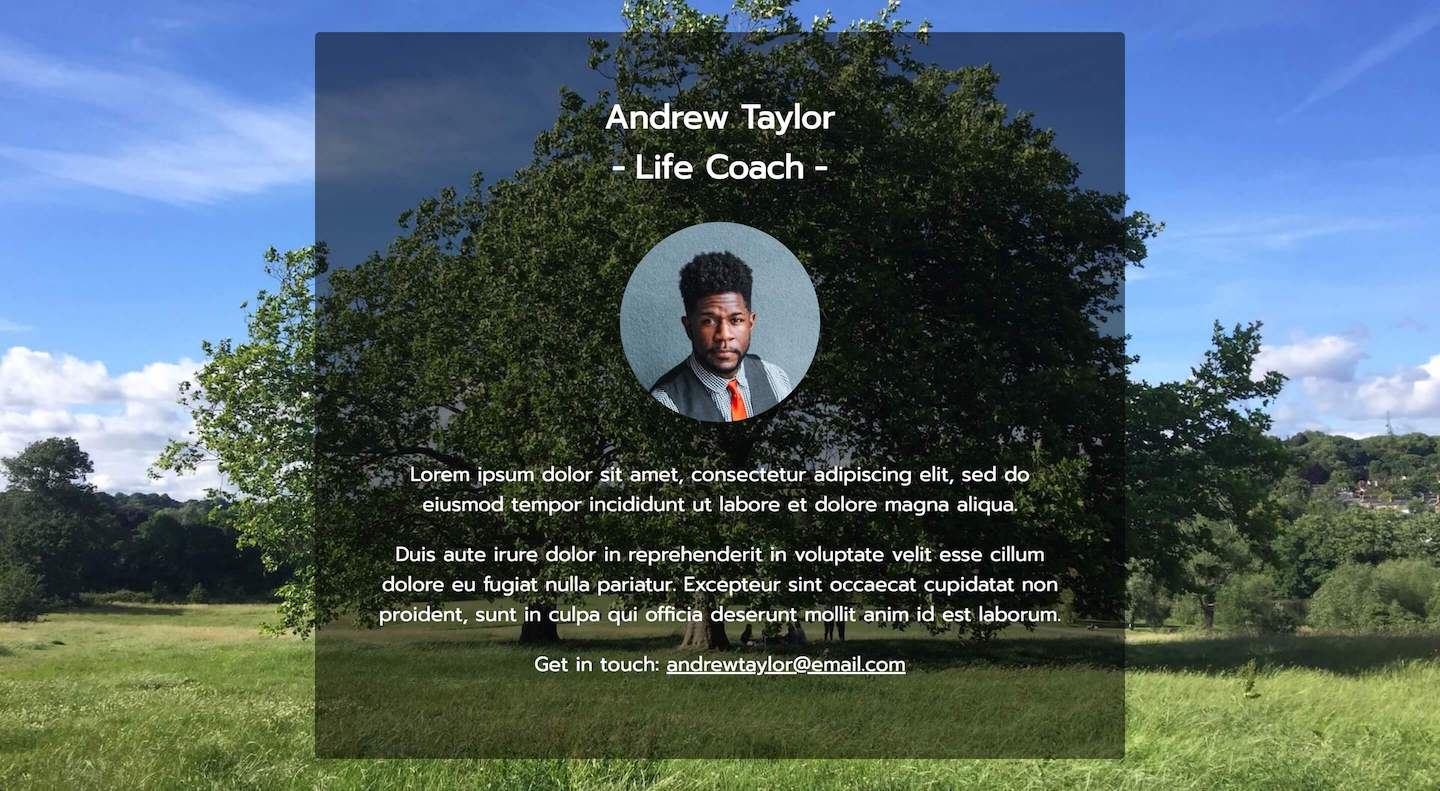 Andrew Taylor
- Life Coach -
Lorem ipsum dolor sit amet, consectetur adipiscing elit, sed do
eiusmod tempor incididunt ut labore et dolore magna aliqua.
Duis aute irure dolor in reprehenderit in voluptate velit esse cillum
dolore eu fugiat nulla pariatur. Excepteur sint occaecat cupidatat non
proident, sunt in culpa qui officia deserunt mollit anim id est laborum.
Get in touch: andrewtaylor@email.com